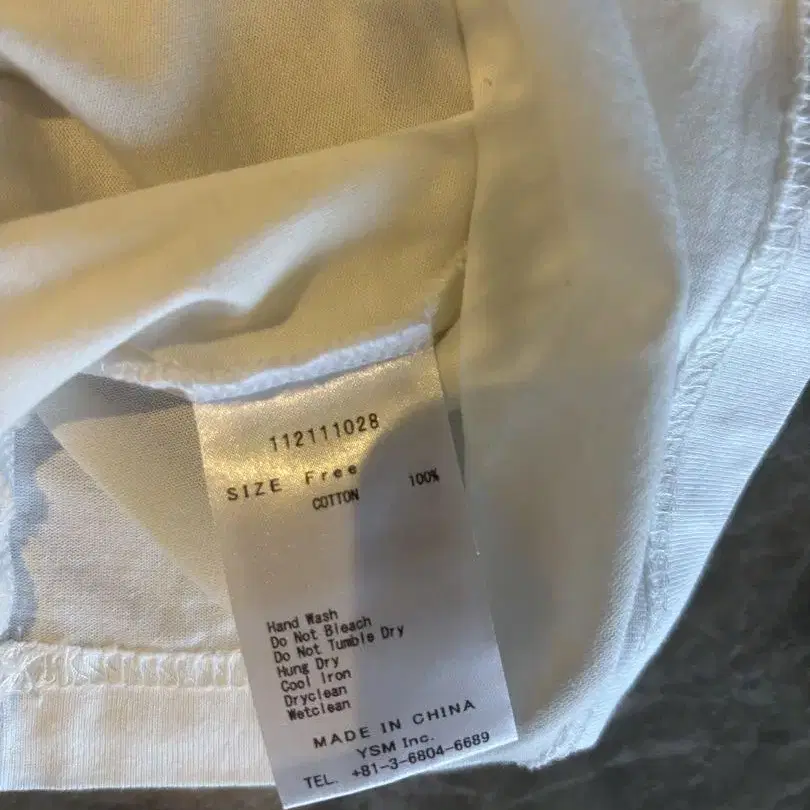 112111028
SIZE Free
COTTON 100%
Hand Wash
Do Not Bleach
Do Not Tumble Dry
Hung Dry
Cool Iron
Dryclean
Wetclean
MADE IN CHINA
YSM Inc.
TEL. +81-3-6804-6689